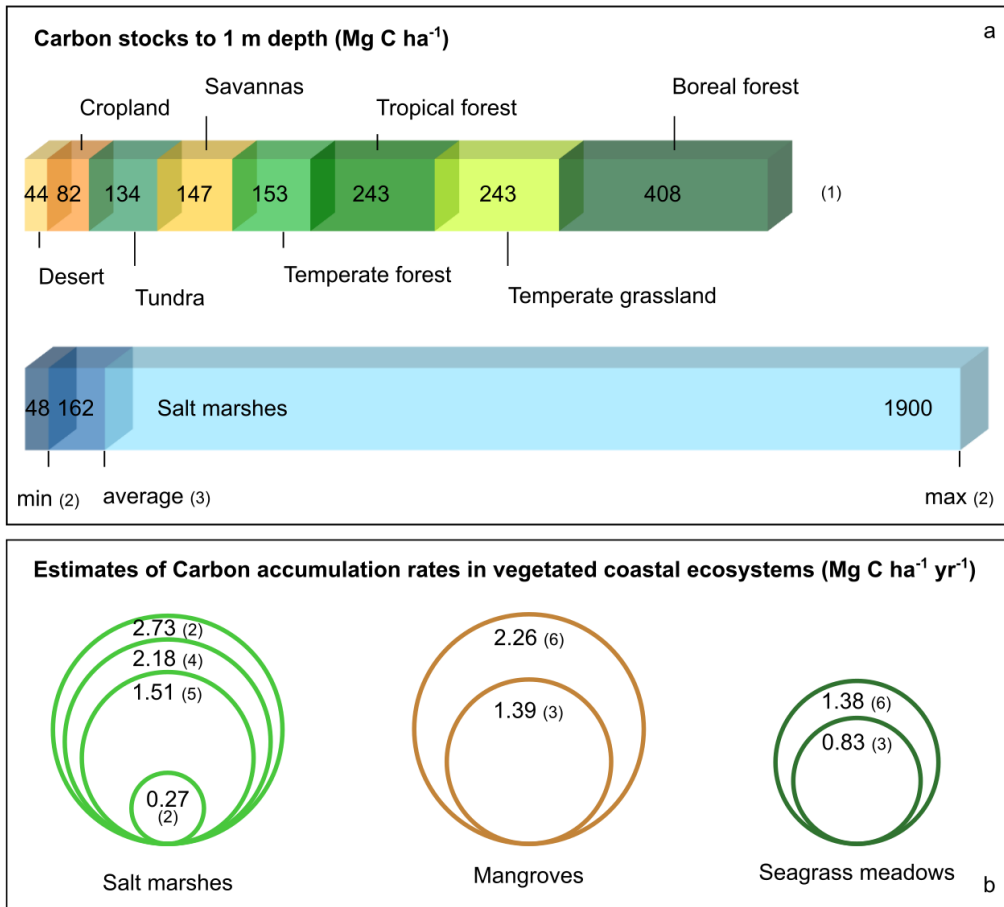 a
Carbon stocks to 1 m depth (Mg C ha⁻¹)
Savannas
Boreal forest
Cropland
Tropical forest
44 82 134 147 153 243 243 408 (1)
Desert
Temperate forest
Tundra
Temperate grassland
48 162 Salt marshes 1900
min (2) average (3) max (2)
Estimates of Carbon accumulation rates in vegetated coastal ecosystems (Mg C ha⁻¹ yr⁻¹)
2.73 (2)
2.18 (4)
1.51 (5)
0.27
(2)
Salt marshes
2.26 (6)
1.39 (3)
Mangroves
1.38 (6)
0.83 (3)
Seagrass meadows
b